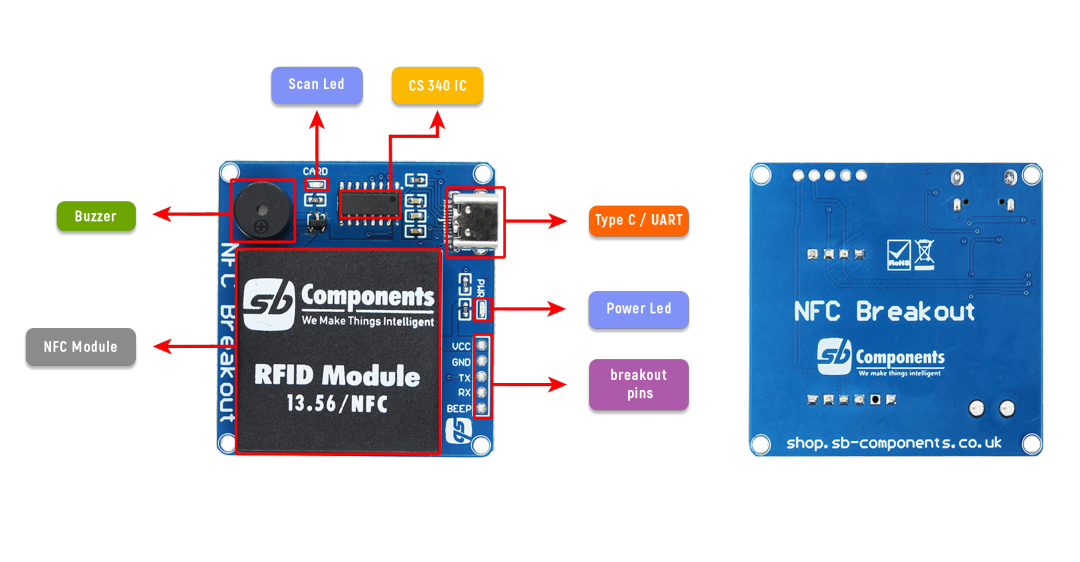 Scan Led
CS 340 IC
Buzzer
Type C / UART
NFC Module
Power Led
breakout
pins
CARD
NFC Breakout
PWR
sb Components
We Make Things Intelligent
RFID Module
13.56/NFC
VCC
GND
TX
RX
BEEP
sb
RoHS
NFC Breakout
sb Components
We make things intelligent
shop.sb-components.co.uk